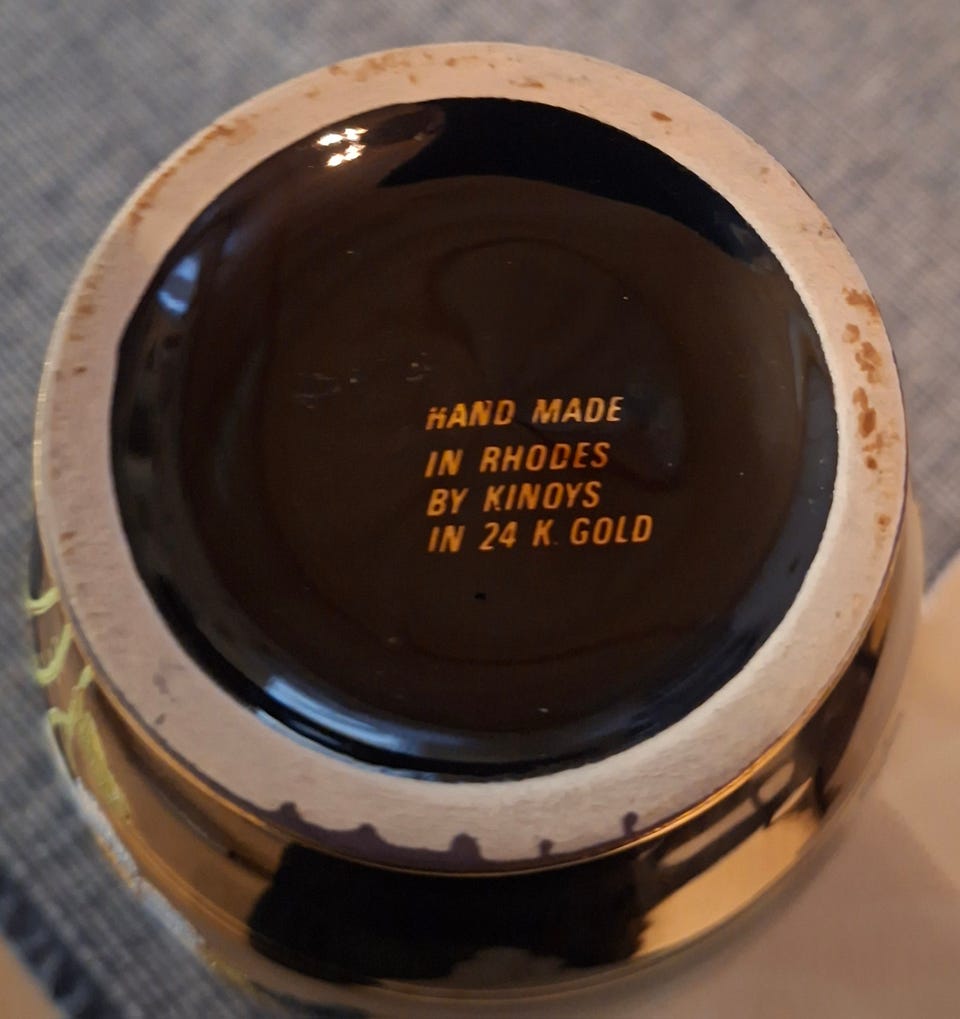 HAND MADE
IN RHODES
BY KINOYS
IN 24 K. GOLD